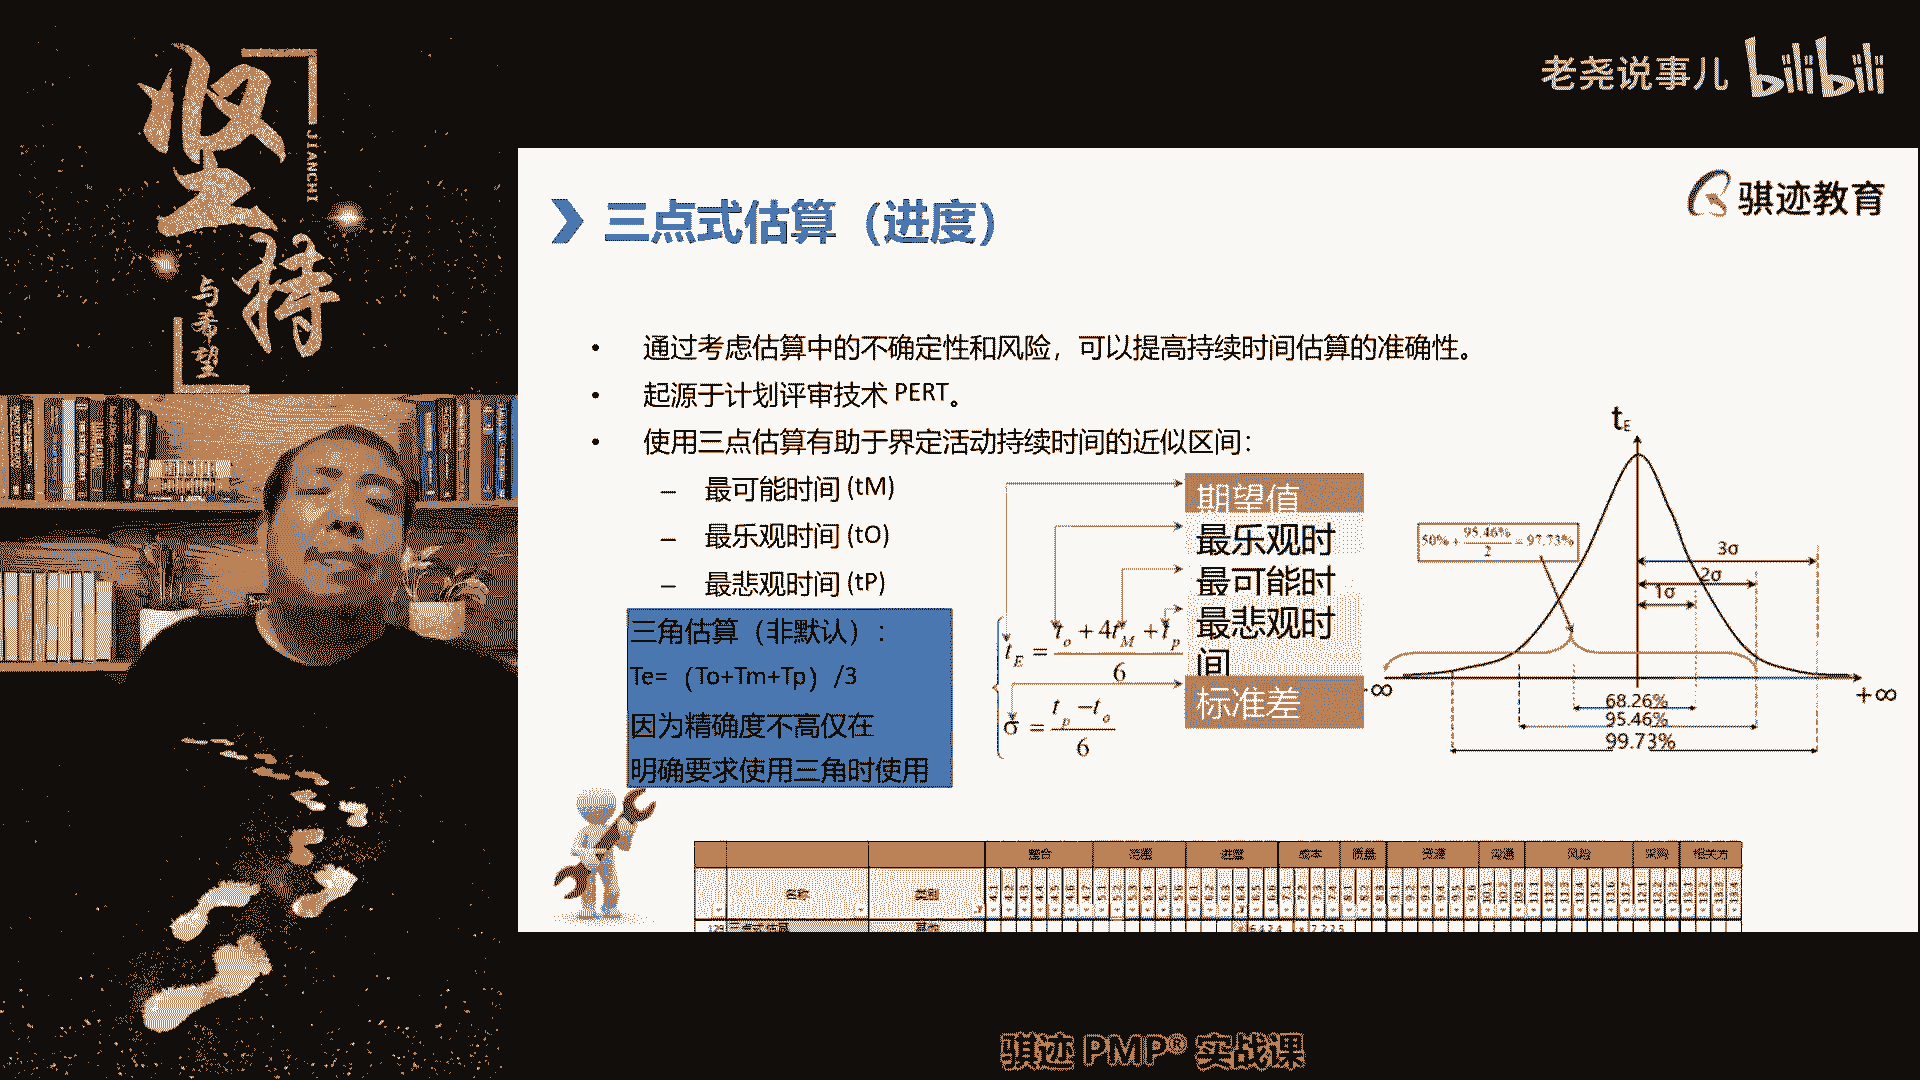 坚持
JIANCHI
与希望
老尧说事儿 bilibili
骐迹教育
三点式估算（进度）
• 通过考虑估算中的不确定性和风险，可以提高持续时间估算的准确性。
• 起源于计划评审技术 PERT。
• 使用三点估算有助于界定活动持续时间的近似区间：
– 最可能时间 (tM)
– 最乐观时间 (tO)
– 最悲观时间 (tP)
三角估算（非默认）：
Te=（To+Tm+Tp）/3
因为精确度不高仅在
明确要求使用三角时使用
期望值
最乐观时
最可能时
最悲观时
间
标准差
t_E = (t_o + 4t_M + t_p) / 6
σ = (t_p − t_o) / 6
t_E
50% + 95.46%/2 = 97.73%
3σ
2σ
1σ
-∞
+∞
68.26%
95.46%
99.73%
整合 范围 进度 成本 质量 资源 沟通 风险 采购 相关方
名称 类别
129 三点式估算
6.4.2.4 7.2.2.5
骐迹 PMP® 实战课